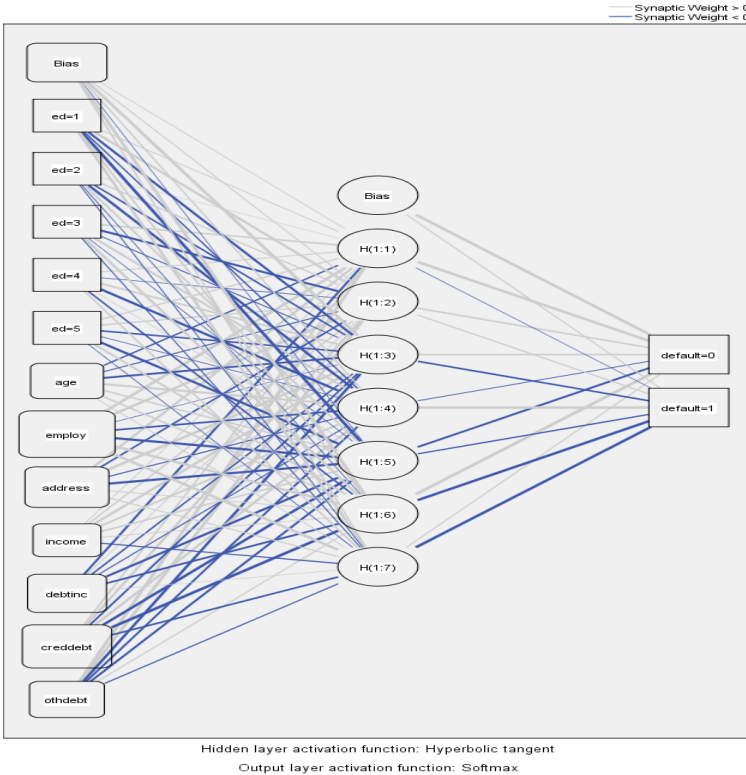 Synaptic Weight > 0
Synaptic Weight < 0
Bias
ed=1
ed=2
ed=3
ed=4
ed=5
age
employ
address
income
debtinc
creddebt
othdebt
Bias
H(1:1)
H(1:2)
H(1:3)
H(1:4)
H(1:5)
H(1:6)
H(1:7)
default=0
default=1
Hidden layer activation function: Hyperbolic tangent
Output layer activation function: Softmax